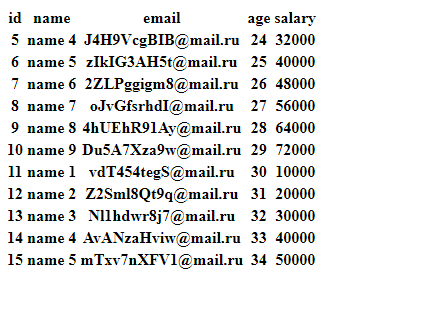 id name email age salary
5 name 4 J4H9VcgBIB@mail.ru 24 32000
6 name 5 zIkIG3AH5t@mail.ru 25 40000
7 name 6 2ZLPggigm8@mail.ru 26 48000
8 name 7 oJvGfsrhdI@mail.ru 27 56000
9 name 8 4hUEhR91Ay@mail.ru 28 64000
10 name 9 Du5A7Xza9w@mail.ru 29 72000
11 name 1 vdT454tegS@mail.ru 30 10000
12 name 2 Z2Sml8Qt9q@mail.ru 31 20000
13 name 3 Nl1hdwr8j7@mail.ru 32 30000
14 name 4 AvANzaHviw@mail.ru 33 40000
15 name 5 mTxv7nXFV1@mail.ru 34 50000